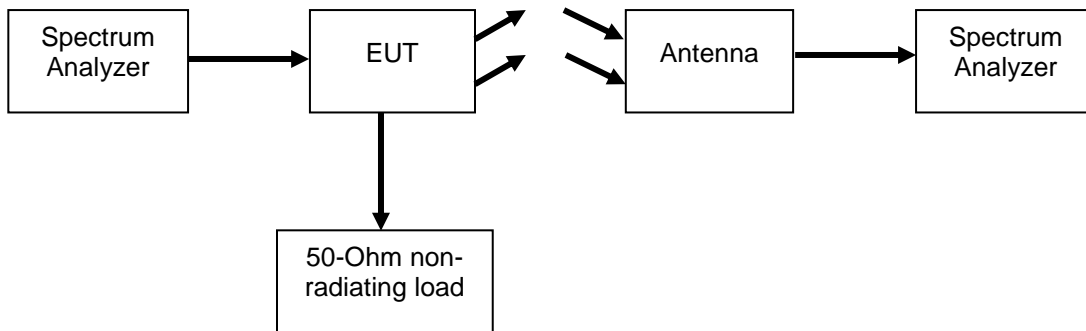 Spectrum
Analyzer
EUT
Antenna
Spectrum
Analyzer
50-Ohm non-
radiating load